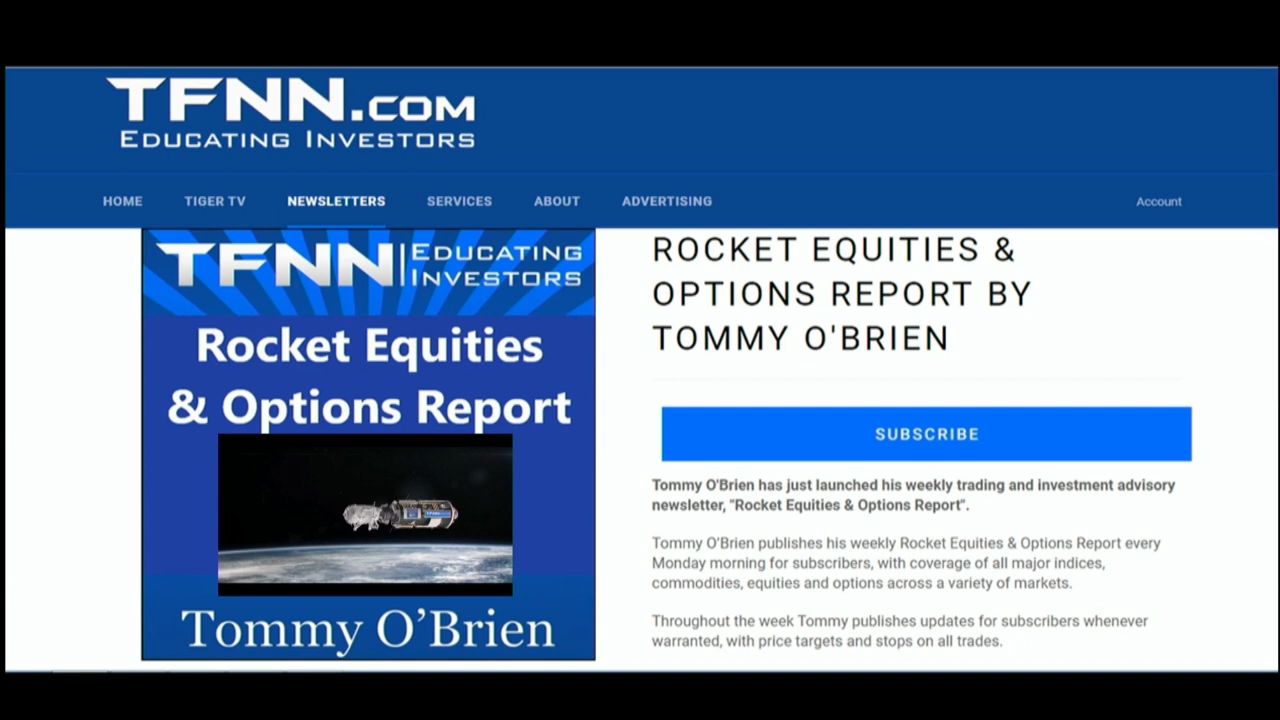 TFNN.COM
EDUCATING INVESTORS
HOME TIGER TV NEWSLETTERS SERVICES ABOUT ADVERTISING Account
TFNN | EDUCATING
INVESTORS
Rocket Equities
& Options Report
Tommy O’Brien
ROCKET EQUITIES &
OPTIONS REPORT BY
TOMMY O'BRIEN
SUBSCRIBE
Tommy O'Brien has just launched his weekly trading and investment advisory
newsletter, "Rocket Equities & Options Report".
Tommy O'Brien publishes his weekly Rocket Equities & Options Report every
Monday morning for subscribers, with coverage of all major indices,
commodities, equities and options across a variety of markets.
Throughout the week Tommy publishes updates for subscribers whenever
warranted, with price targets and stops on all trades.